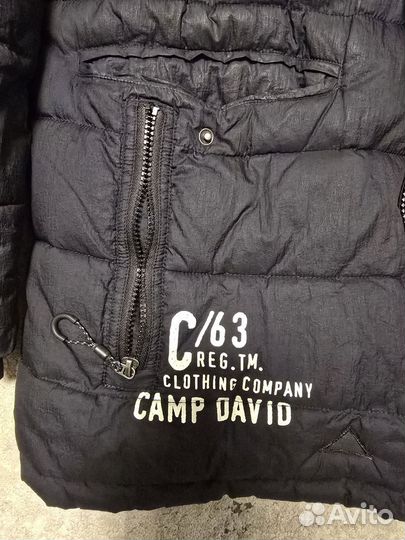 C/63
REG.TM.
CLOTHING COMPANY
CAMP DAVID
Avito